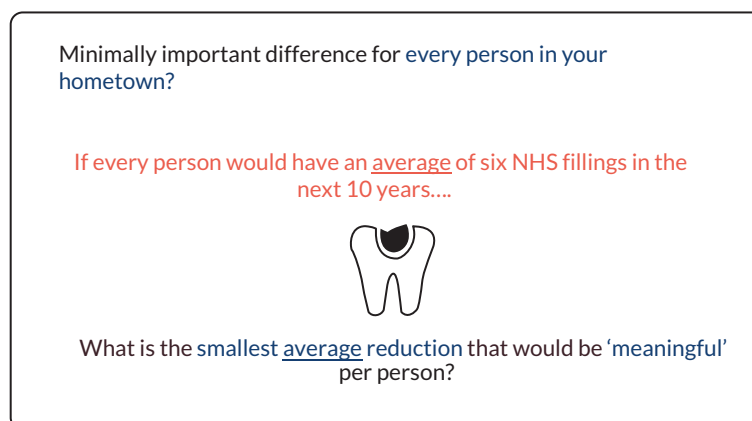 Minimally important difference for every person in your
hometown?
If every person would have an average of six NHS fillings in the
next 10 years....
What is the smallest average reduction that would be ‘meaningful’
per person?